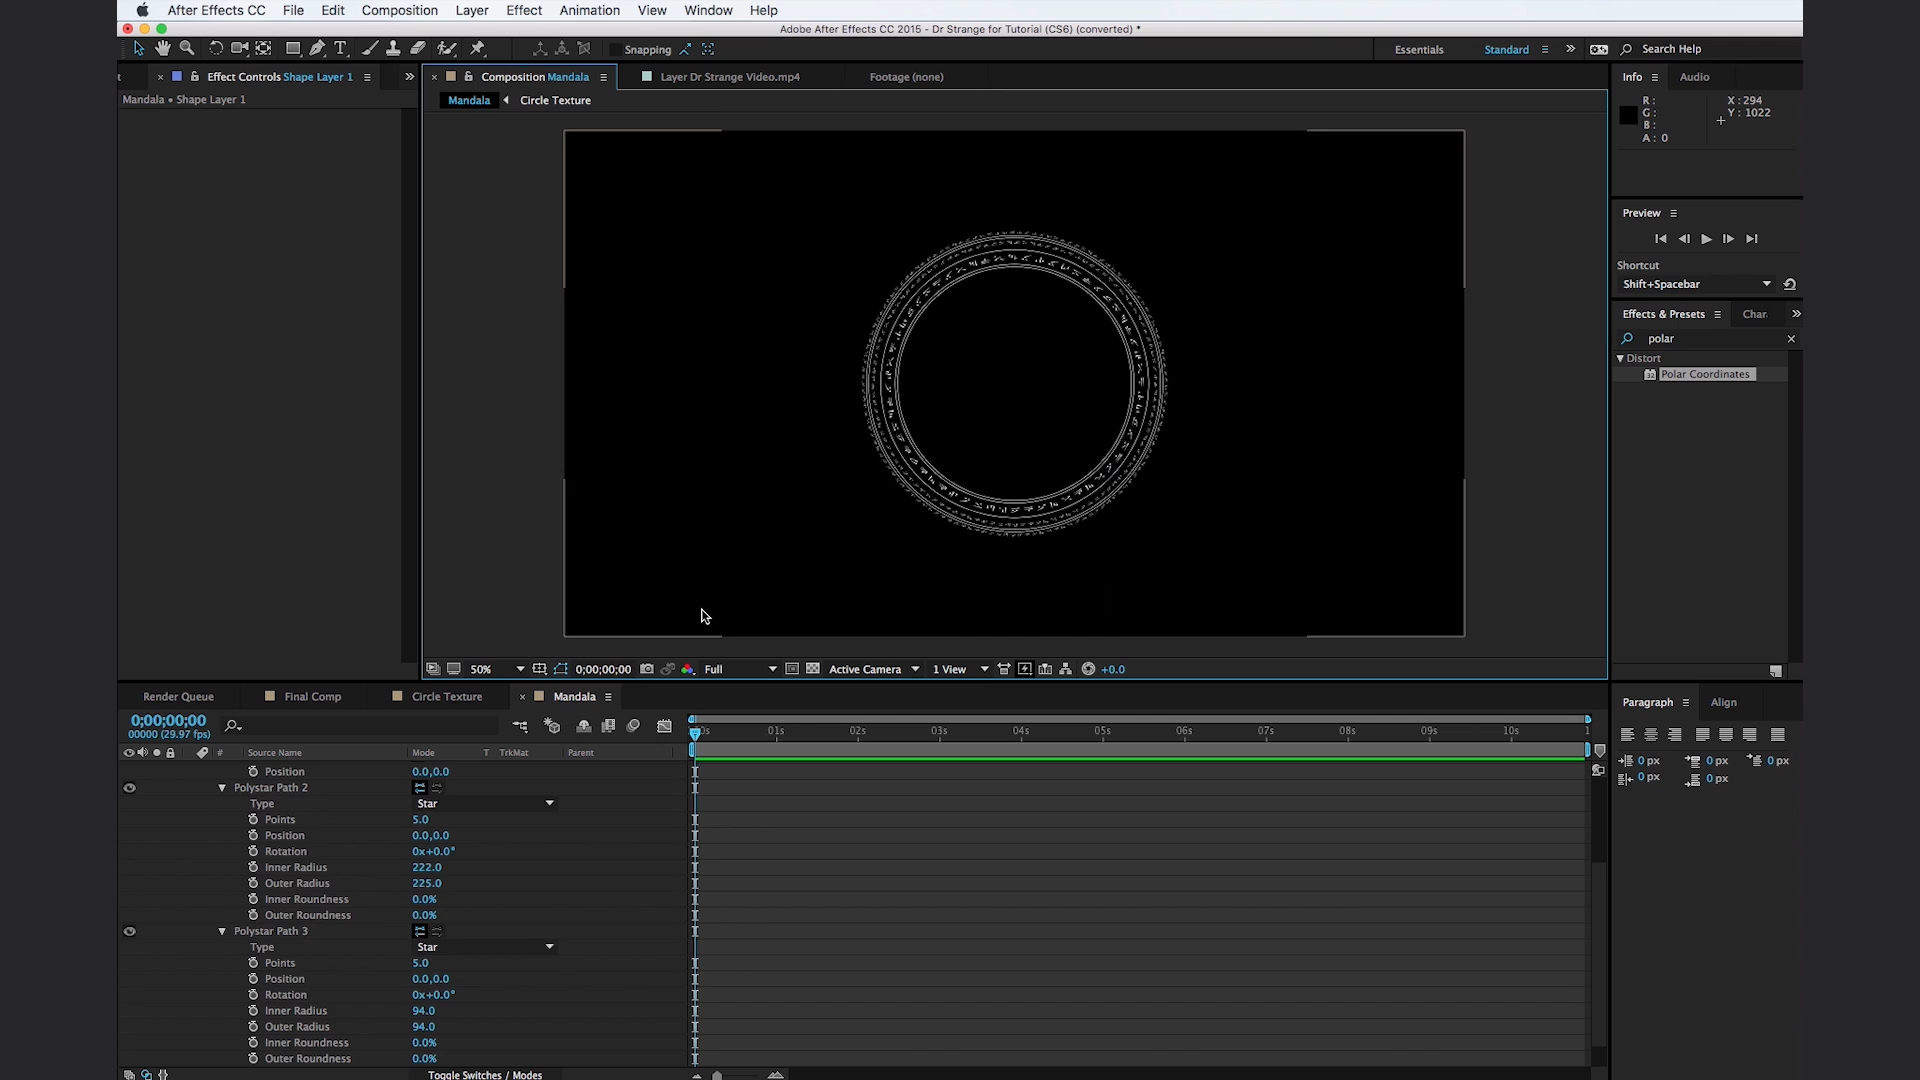 After Effects CC File Edit Composition Layer Effect Animation View Window Help
Adobe After Effects CC 2015 - Dr Strange for Tutorial (CS6) (converted) *
Snapping Essentials Standard Search Help
Effect Controls Shape Layer 1
Composition Mandala Layer Dr Strange Video.mp4 Footage (none)
Info Audio
Mandala • Shape Layer 1
Mandala Circle Texture
R: X: 294
G: Y: 1022
B:
A: 0
Preview
Shortcut
Shift+Spacebar
Effects & Presets Char
polar
Distort
32 Polar Coordinates
50% 0;00;00;00 Full Active Camera 1 View +0.0
Render Queue Final Comp Circle Texture Mandala
Paragraph Align
0;00;00;00
00000 (29.97 fps)
01s 02s 03s 04s 05s 06s 07s 08s 09s 10s
# Source Name Mode T TrkMat Parent
0 px 0 px 0 px
0 px 0 px
Position 0.0,0.0
Polystar Path 2
Type Star
Points 5.0
Position 0.0,0.0
Rotation 0x+0.0°
Inner Radius 222.0
Outer Radius 225.0
Inner Roundness 0.0%
Outer Roundness 0.0%
Polystar Path 3
Type Star
Points 5.0
Position 0.0,0.0
Rotation 0x+0.0°
Inner Radius 94.0
Outer Radius 94.0
Inner Roundness 0.0%
Outer Roundness 0.0%
Toggle Switches / Modes